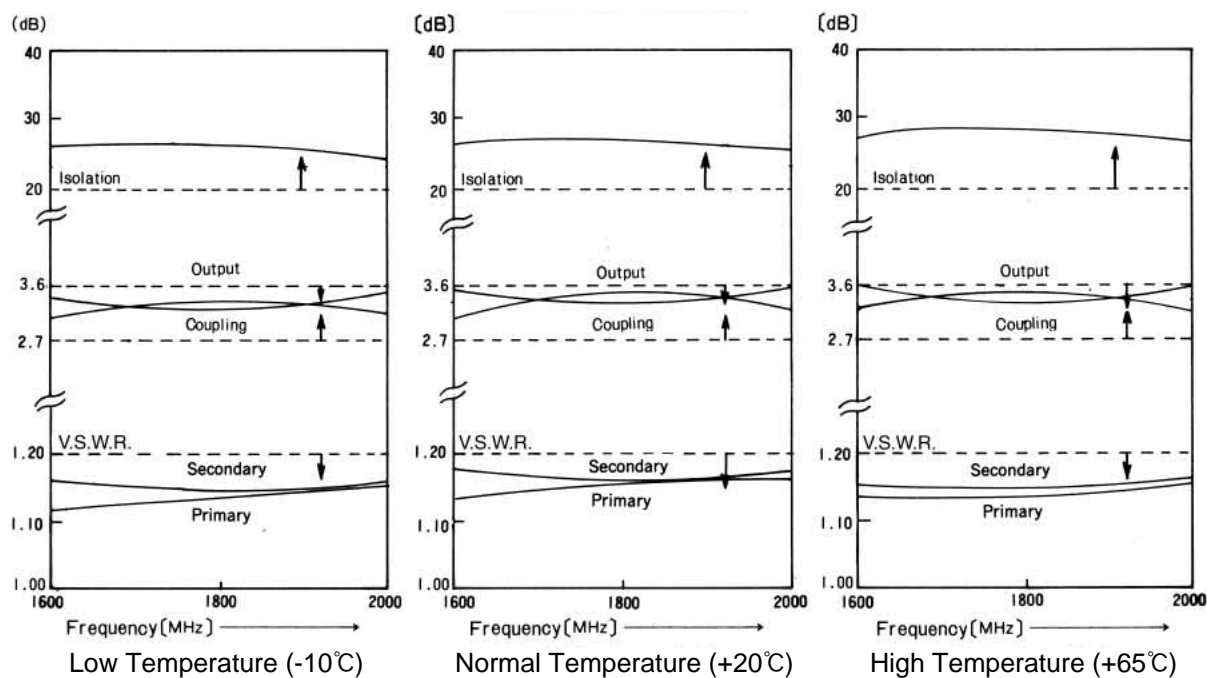 (dB)
40
30
Isolation
20
3.6
Output
Coupling
2.7
V.S.W.R.
1.20
Secondary
Primary
1.10
1.00
1600
1800
2000
Frequency[MHz]
Low Temperature (-10℃)
[dB]
40
30
Isolation
20
3.6
Output
Coupling
2.7
V.S.W.R.
1.20
Secondary
Primary
1.10
1.00
1600
1800
2000
Frequency[MHz]
Normal Temperature (+20℃)
[dB]
40
30
Isolation
20
3.6
Output
Coupling
2.7
V.S.W.R.
1.20
Secondary
Primary
1.10
1.00
1600
1800
2000
Frequency[MHz]
High Temperature (+65℃)